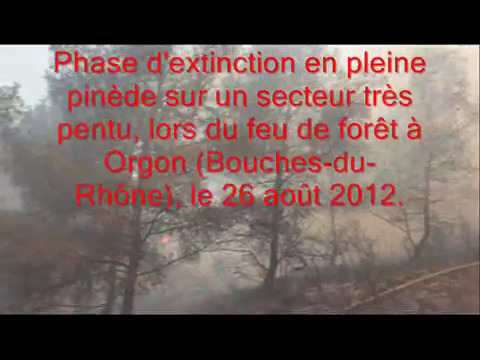 Phase d'extinction en pleine
pinède sur un secteur très
pentu, lors du feu de forêt à
Orgon (Bouches-du-
Rhône), le 26 août 2012.